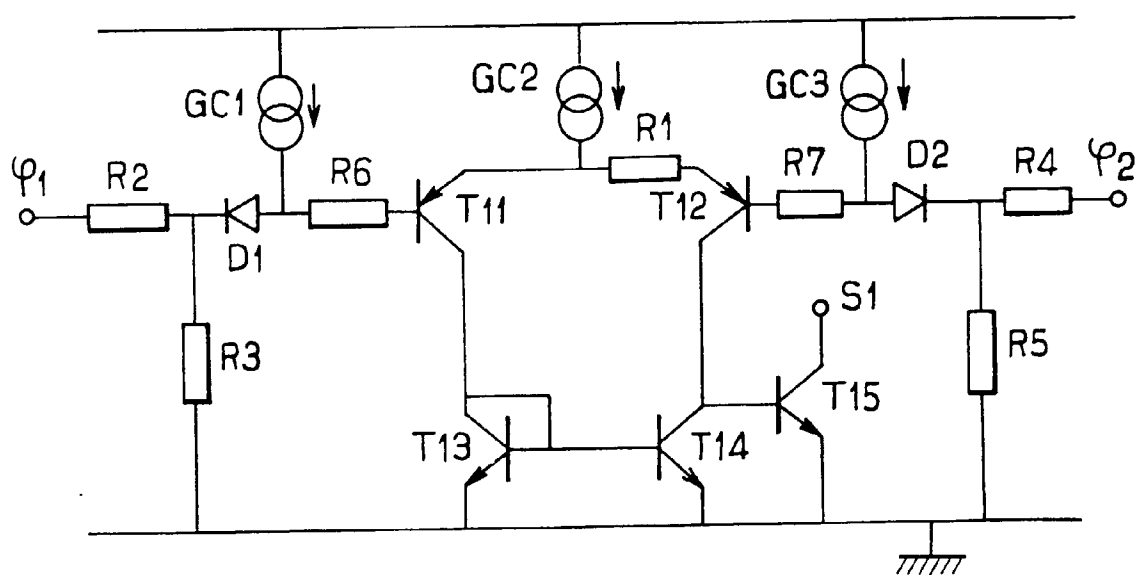 GC1
GC2
GC3
R1
φ1
R2
R6
T11
T12
R7
D2
R4
φ2
D1
S1
R3
R5
T15
T13
T14